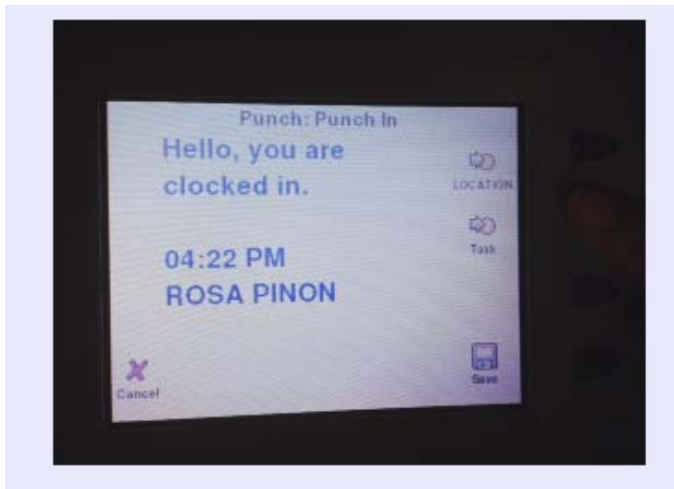 Punch: Punch In
Hello, you are
clocked in.
LOCATION
Task
04:22 PM
ROSA PINON
Cancel
Save